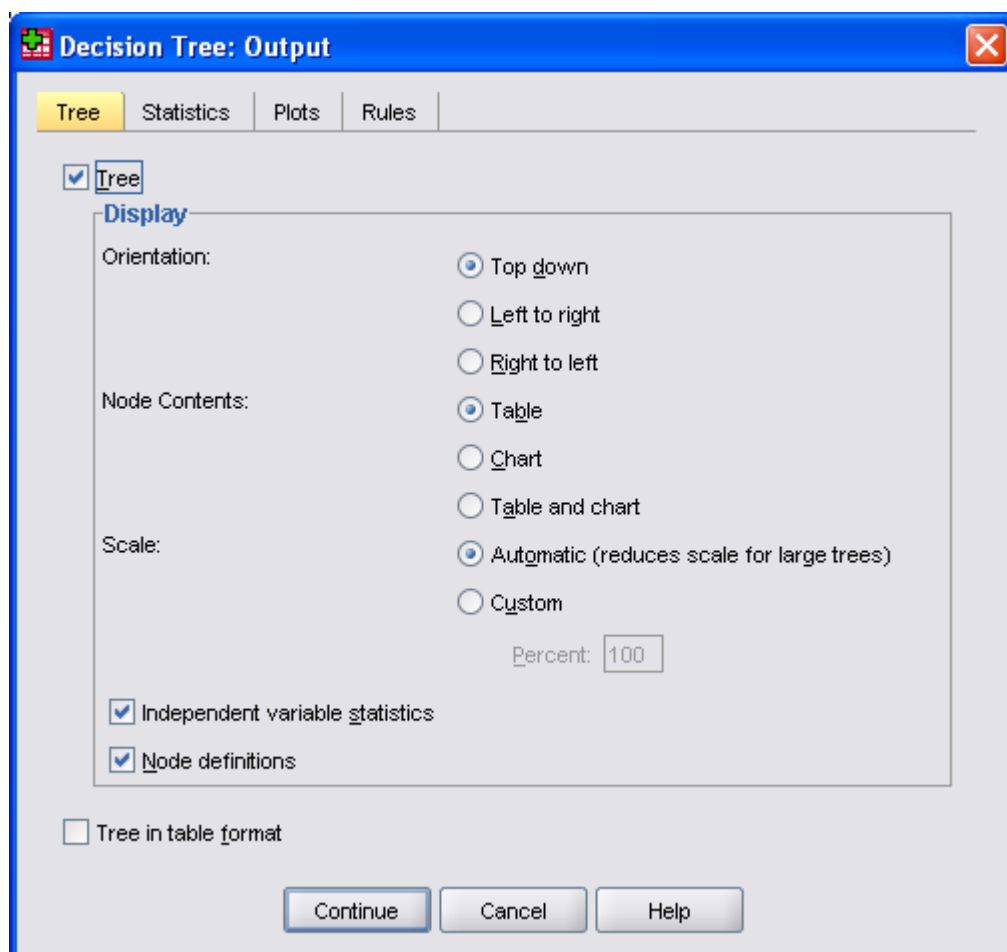 Decision Tree: Output
Tree Statistics Plots Rules
Tree
Display
Orientation:
Top down
Left to right
Right to left
Node Contents:
Table
Chart
Table and chart
Scale:
Automatic (reduces scale for large trees)
Custom
Percent: 100
Independent variable statistics
Node definitions
Tree in table format
Continue Cancel Help